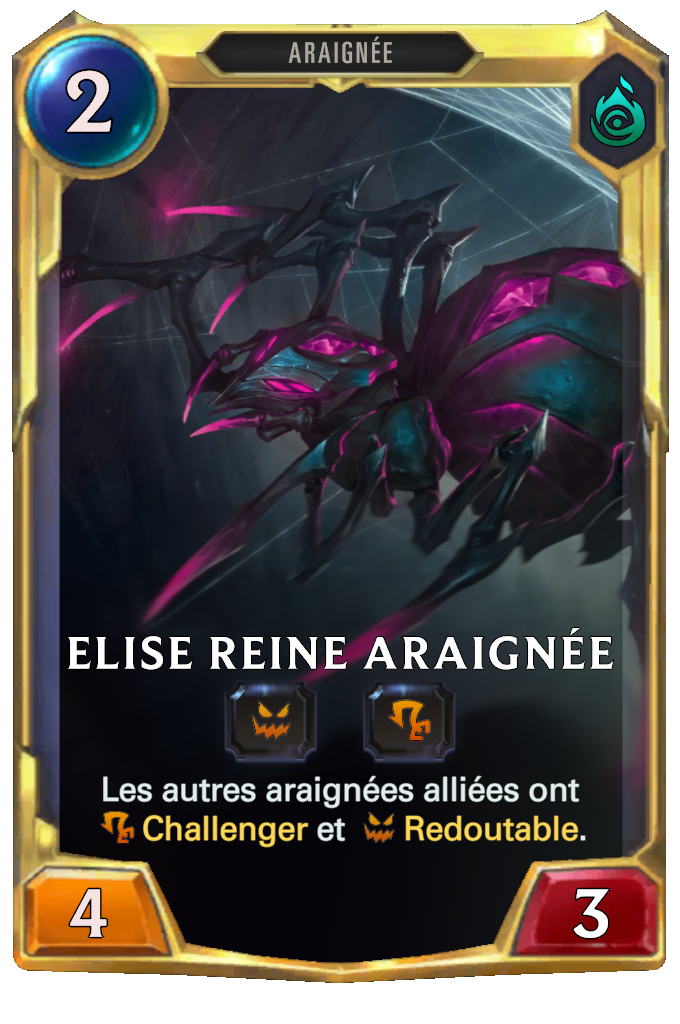 ARAIGNÉE
2
ELISE REINE ARAIGNÉE
Les autres araignées alliées ont
Challenger et Redoutable.
4
3